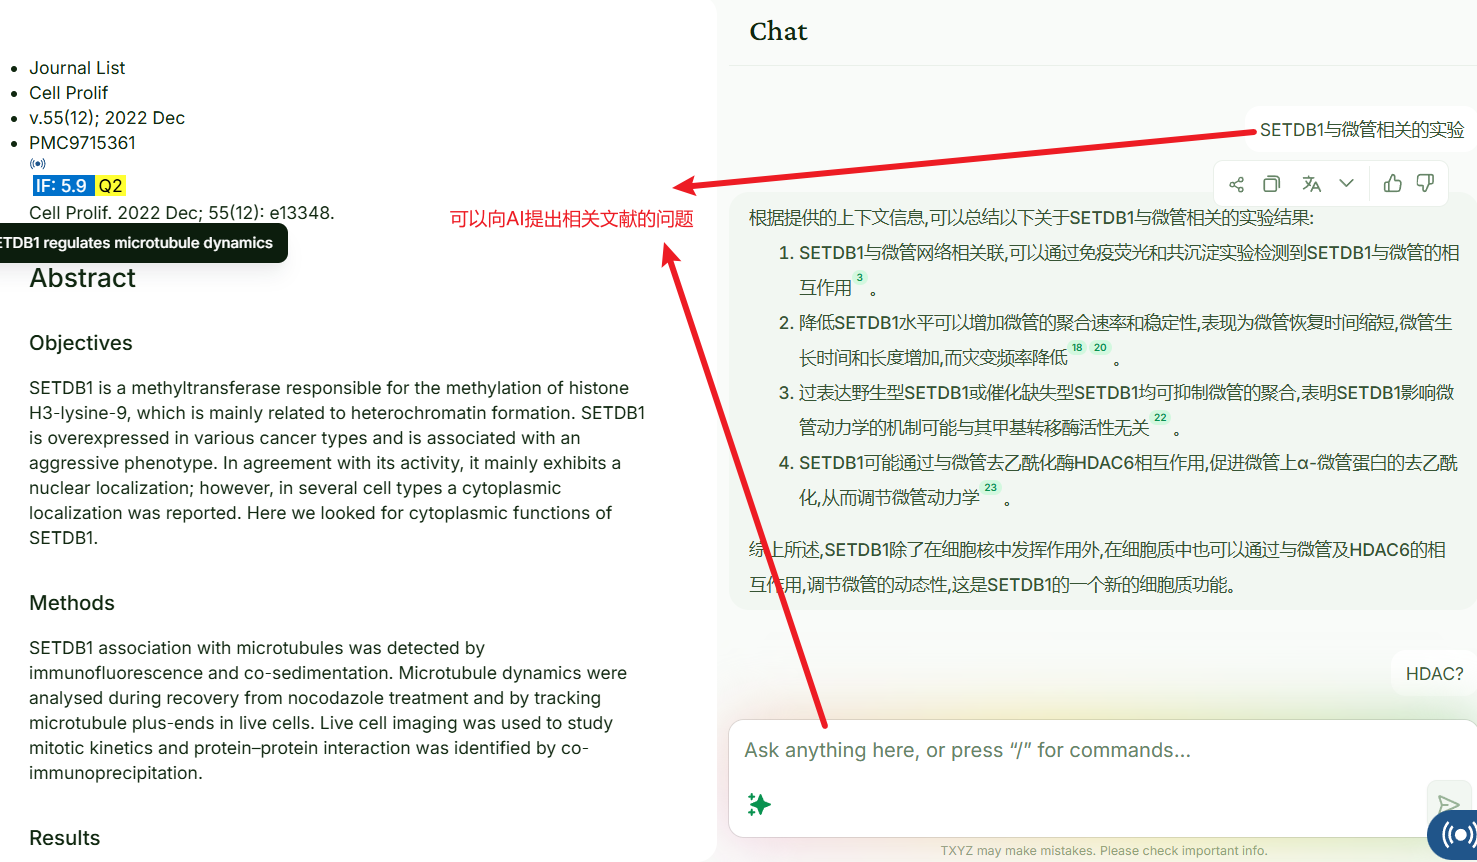 Journal List
Cell Prolif
v.55(12); 2022 Dec
PMC9715361
IF: 5.9 Q2
Cell Prolif. 2022 Dec; 55(12): e13348.
TDB1 regulates microtubule dynamics
Abstract
Objectives
SETDB1 is a methyltransferase responsible for the methylation of histone
H3-lysine-9, which is mainly related to heterochromatin formation. SETDB1
is overexpressed in various cancer types and is associated with an
aggressive phenotype. In agreement with its activity, it mainly exhibits a
nuclear localization; however, in several cell types a cytoplasmic
localization was reported. Here we looked for cytoplasmic functions of
SETDB1.
Methods
SETDB1 association with microtubules was detected by
immunofluorescence and co-sedimentation. Microtubule dynamics were
analysed during recovery from nocodazole treatment and by tracking
microtubule plus-ends in live cells. Live cell imaging was used to study
mitotic kinetics and protein–protein interaction was identified by co-
immunoprecipitation.
Results
可以向AI提出相关文献的问题
Chat
SETDB1与微管相关的实验
根据提供的上下文信息,可以总结以下关于SETDB1与微管相关的实验结果:
1. SETDB1与微管网络相关联,可以通过免疫荧光和共沉淀实验检测到SETDB1与微管的相
互作用 3 。
2. 降低SETDB1水平可以增加微管的聚合速率和稳定性,表现为微管恢复时间缩短,微管生
长时间和长度增加,而灾变频率降低 18 20 。
3. 过表达野生型SETDB1或催化缺失型SETDB1均可抑制微管的聚合,表明SETDB1影响微
管动力学的机制可能与其甲基转移酶活性无关 22 。
4. SETDB1可能通过与微管去乙酰化酶HDAC6相互作用,促进微管上α-微管蛋白的去乙酰
化,从而调节微管动力学 23 。
综上所述,SETDB1除了在细胞核中发挥作用外,在细胞质中也可以通过与微管及HDAC6的相
互作用,调节微管的动态性,这是SETDB1的一个新的细胞质功能。
HDAC?
Ask anything here, or press “/” for commands...
TXYZ may make mistakes. Please check important info.